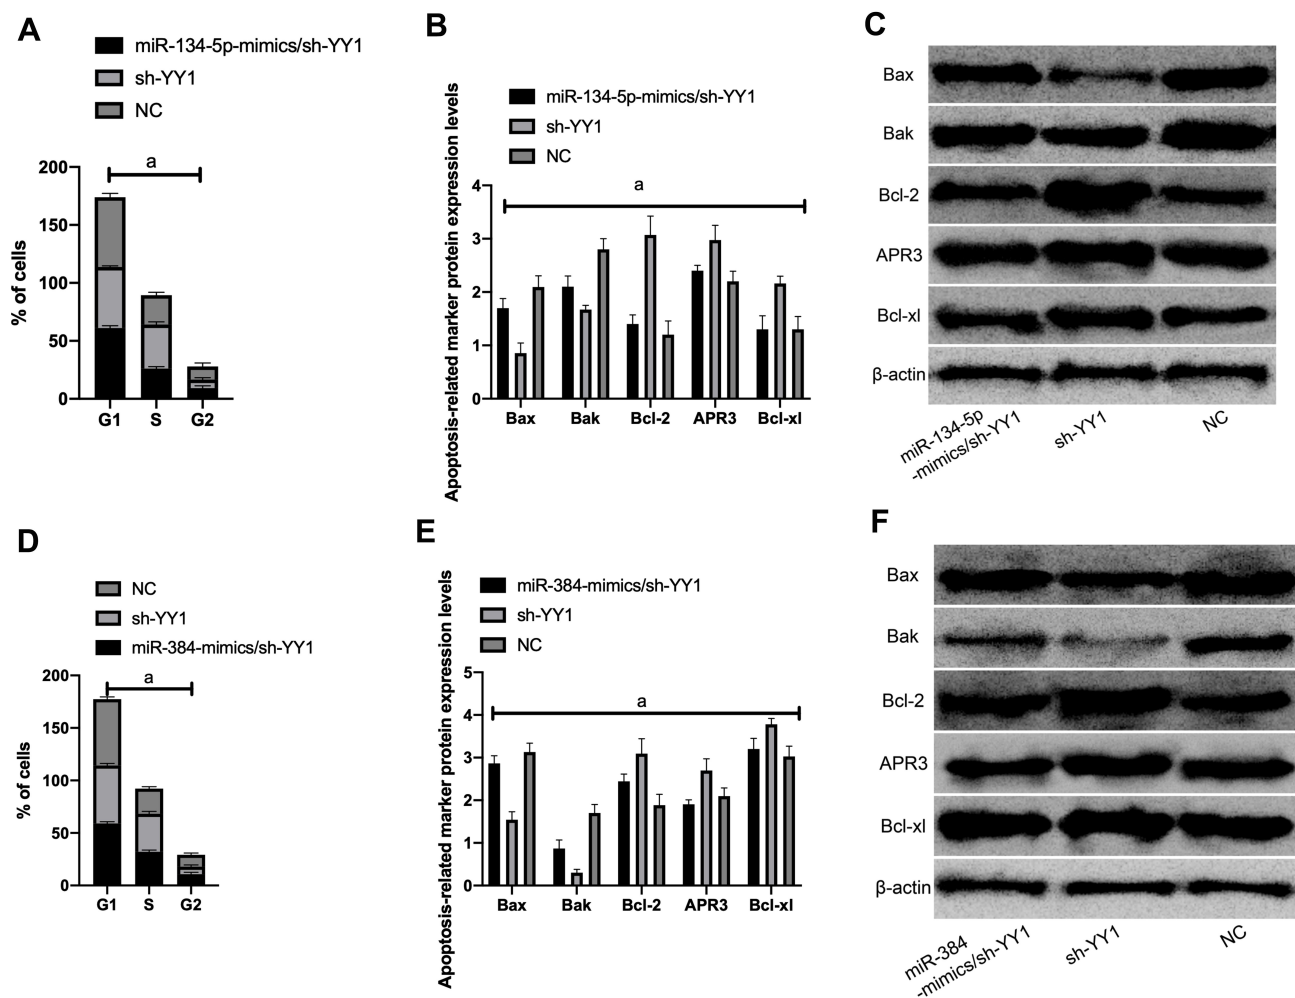 A
miR-134-5p-mimics/sh-YY1
sh-YY1
NC
% of cells
200
150
100
50
0
a
G1 S G2
B
miR-134-5p-mimics/sh-YY1
sh-YY1
NC
Apoptosis-related marker protein expression levels
4
3
2
1
0
a
Bax Bak Bcl-2 APR3 Bcl-xl
C
Bax
Bak
Bcl-2
APR3
Bcl-xl
β-actin
miR-134-5p
-mimics/sh-YY1
sh-YY1
NC
D
NC
sh-YY1
miR-384-mimics/sh-YY1
% of cells
200
150
100
50
0
a
G1 S G2
E
miR-384-mimics/sh-YY1
sh-YY1
NC
Apoptosis-related marker protein expression levels
5
4
3
2
1
0
a
Bax Bak Bcl-2 APR3 Bcl-xl
F
Bax
Bak
Bcl-2
APR3
Bcl-xl
β-actin
miR-384
-mimics/sh-YY1
sh-YY1
NC